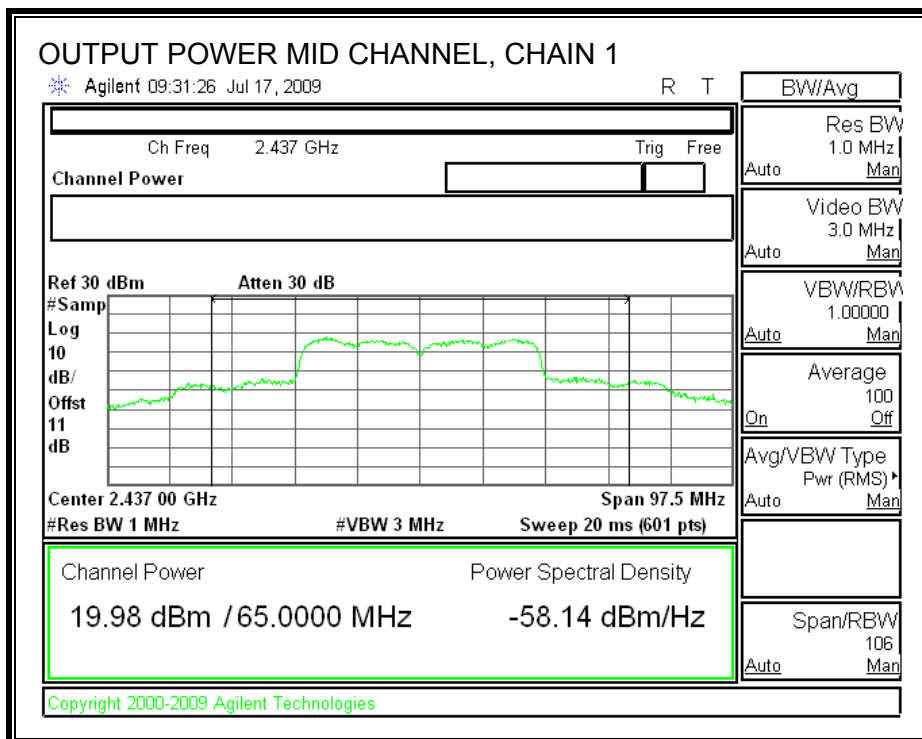 OUTPUT POWER MID CHANNEL, CHAIN 1
Agilent 09:31:26 Jul 17, 2009 R T
Ch Freq 2.437 GHz Trig Free
Channel Power
Ref 30 dBm Atten 30 dB
#Samp
Log
10
dB/
Offst
11
dB
Center 2.437 00 GHz Span 97.5 MHz
#Res BW 1 MHz #VBW 3 MHz Sweep 20 ms (601 pts)
Channel Power Power Spectral Density
19.98 dBm / 65.0000 MHz -58.14 dBm/Hz
Copyright 2000-2009 Agilent Technologies
BW/Avg
Res BW
1.0 MHz
Auto Man
Video BW
3.0 MHz
Auto Man
VBW/RBW
1.00000
Auto Man
Average
100
On Off
Avg/VBW Type
Pwr (RMS)
Auto Man
Span/RBW
106
Auto Man